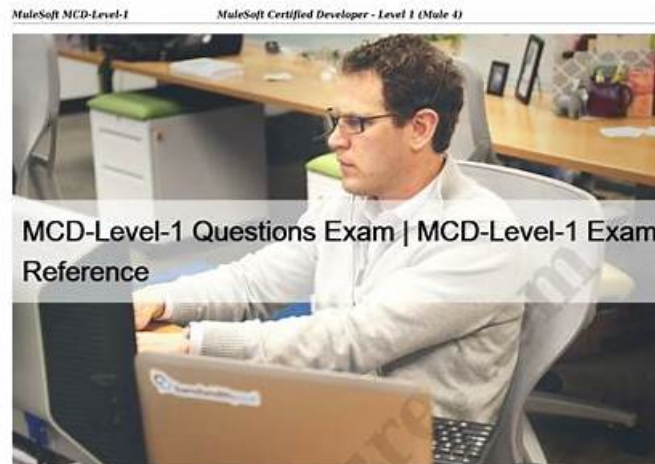 MuleSoft MCD-Level-1 MuleSoft Certified Developer - Level 1 (Mule 4)
MCD-Level-1 Questions Exam | MCD-Level-1 Exam
Reference